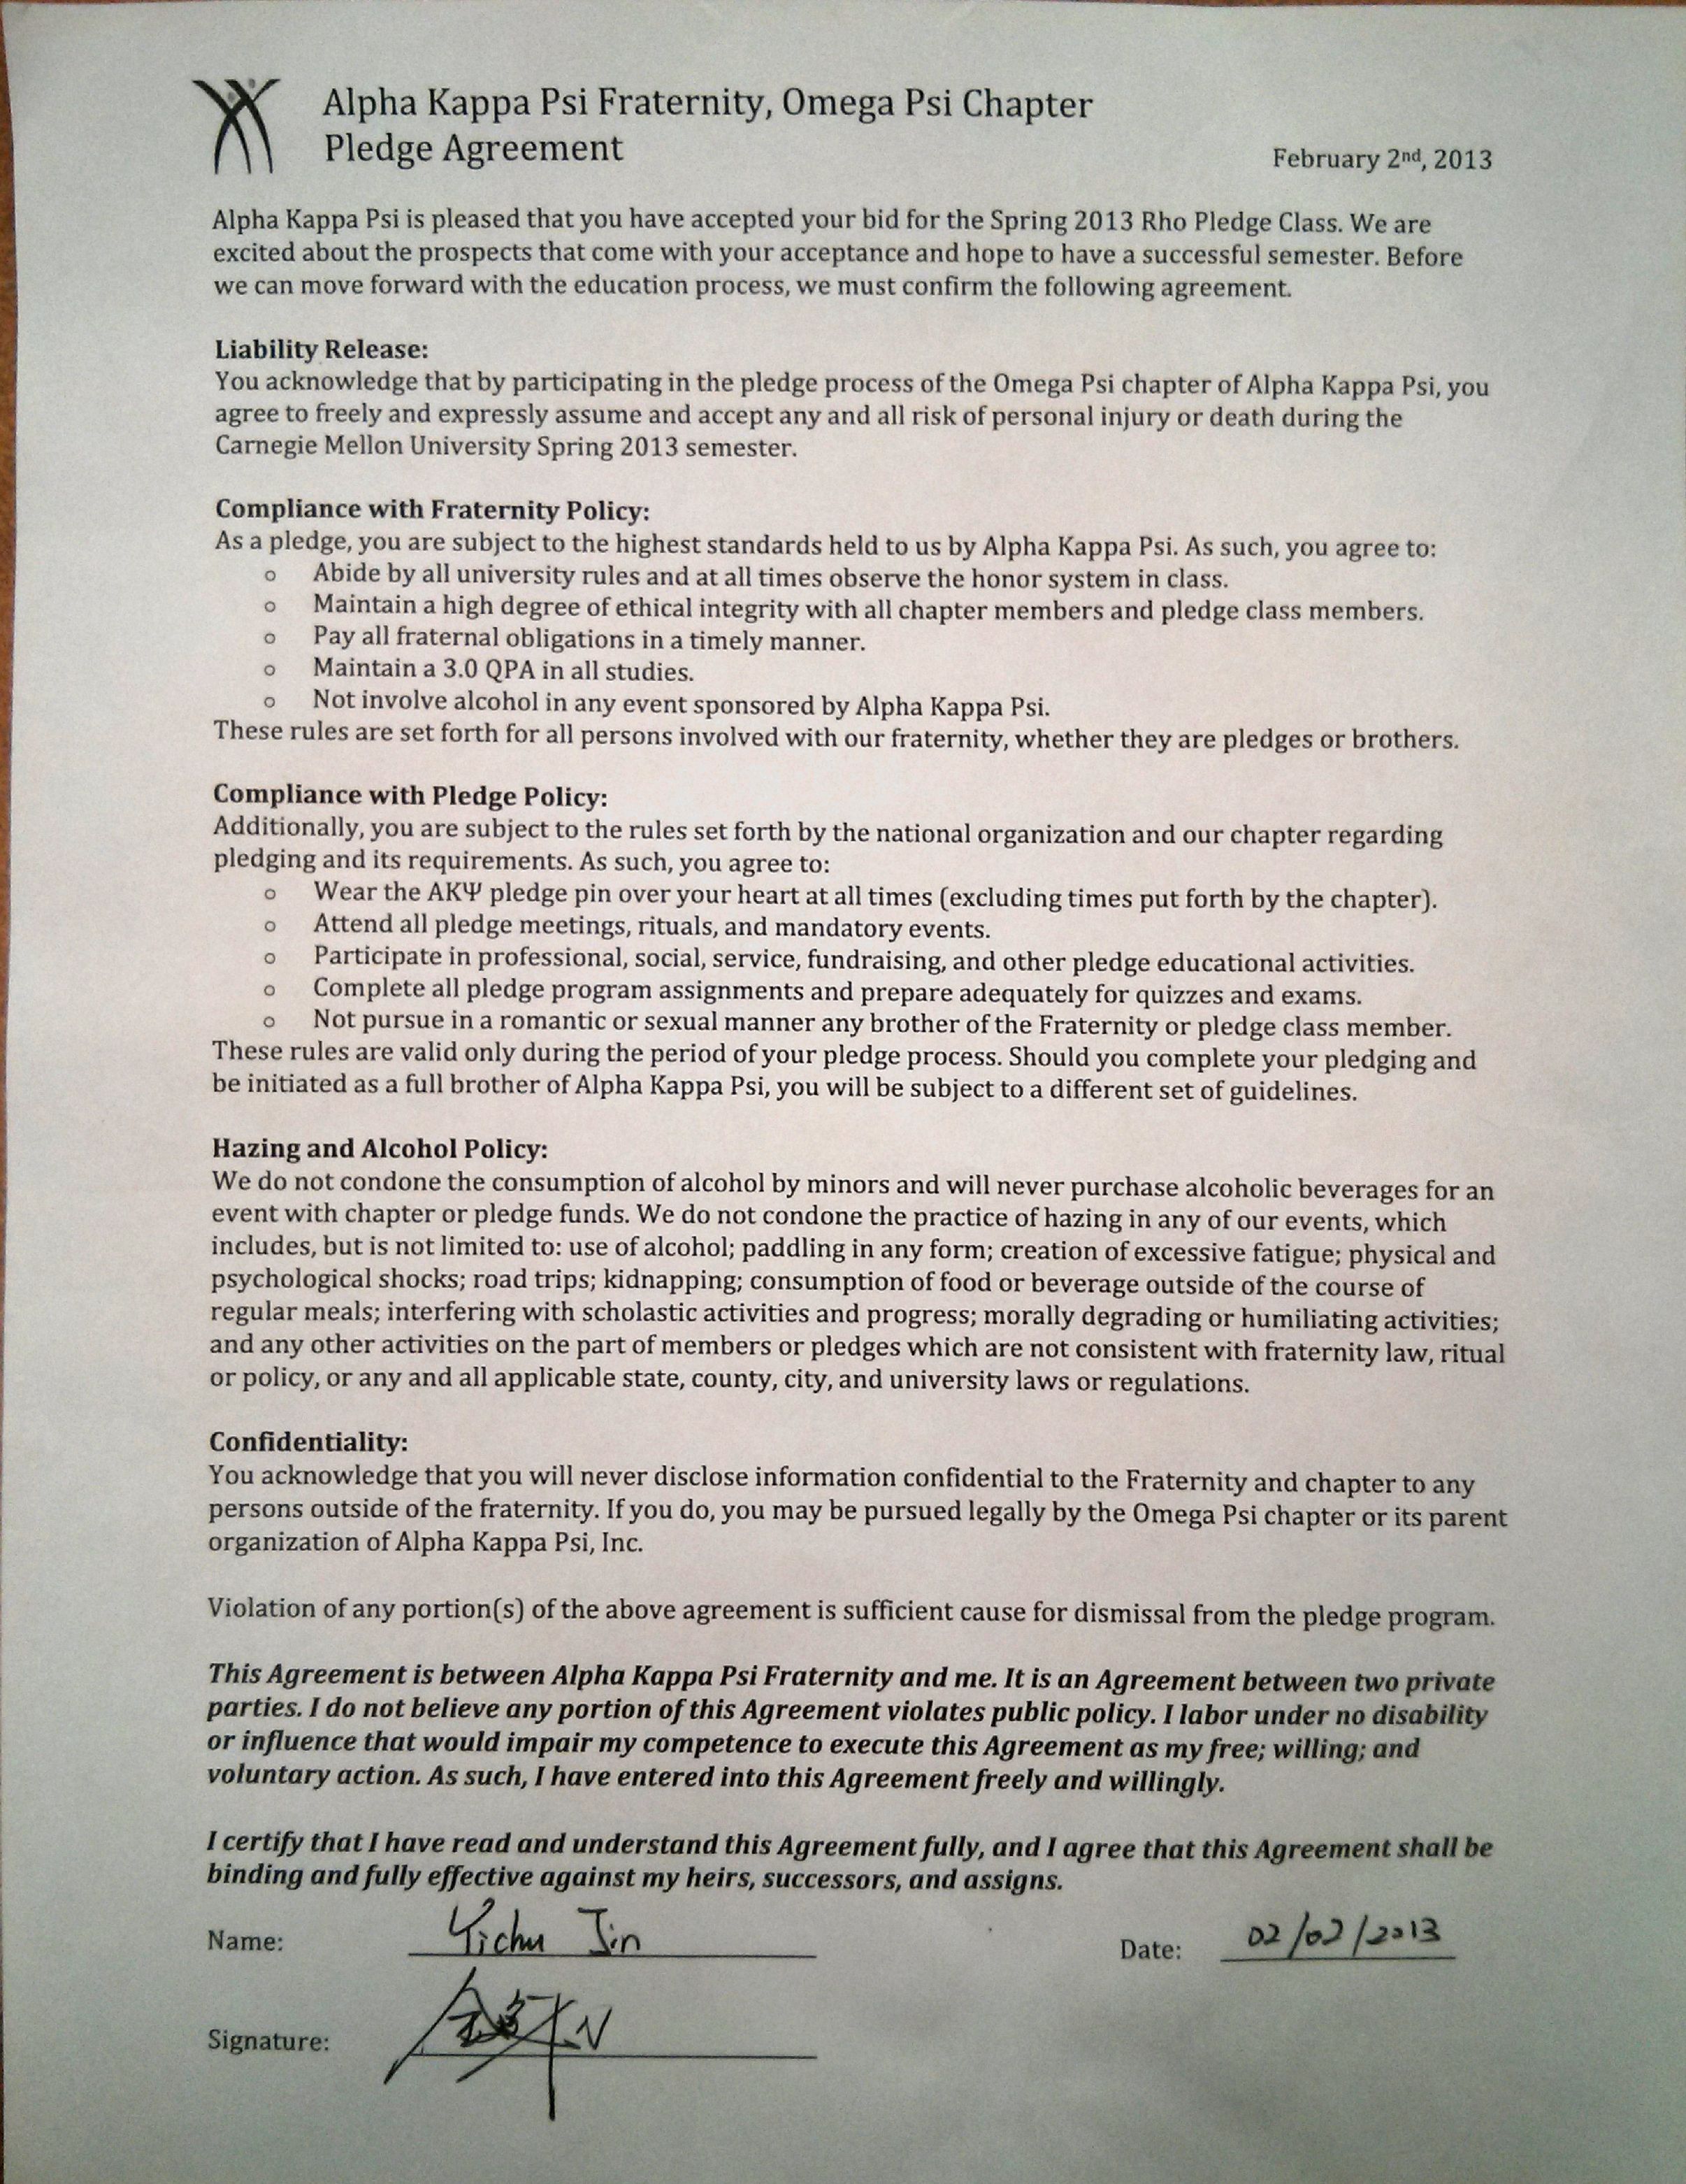 Alpha Kappa Psi Fraternity, Omega Psi Chapter
Pledge Agreement
February 2nd, 2013
Alpha Kappa Psi is pleased that you have accepted your bid for the Spring 2013 Rho Pledge Class. We are
excited about the prospects that come with your acceptance and hope to have a successful semester. Before
we can move forward with the education process, we must confirm the following agreement.
Liability Release:
You acknowledge that by participating in the pledge process of the Omega Psi chapter of Alpha Kappa Psi, you
agree to freely and expressly assume and accept any and all risk of personal injury or death during the
Carnegie Mellon University Spring 2013 semester.
Compliance with Fraternity Policy:
As a pledge, you are subject to the highest standards held to us by Alpha Kappa Psi. As such, you agree to:
o Abide by all university rules and at all times observe the honor system in class.
o Maintain a high degree of ethical integrity with all chapter members and pledge class members.
o Pay all fraternal obligations in a timely manner.
o Maintain a 3.0 QPA in all studies.
o Not involve alcohol in any event sponsored by Alpha Kappa Psi.
These rules are set forth for all persons involved with our fraternity, whether they are pledges or brothers.
Compliance with Pledge Policy:
Additionally, you are subject to the rules set forth by the national organization and our chapter regarding
pledging and its requirements. As such, you agree to:
o Wear the ΑΚΨ pledge pin over your heart at all times (excluding times put forth by the chapter).
o Attend all pledge meetings, rituals, and mandatory events.
o Participate in professional, social, service, fundraising, and other pledge educational activities.
o Complete all pledge program assignments and prepare adequately for quizzes and exams.
o Not pursue in a romantic or sexual manner any brother of the Fraternity or pledge class member.
These rules are valid only during the period of your pledge process. Should you complete your pledging and
be initiated as a full brother of Alpha Kappa Psi, you will be subject to a different set of guidelines.
Hazing and Alcohol Policy:
We do not condone the consumption of alcohol by minors and will never purchase alcoholic beverages for an
event with chapter or pledge funds. We do not condone the practice of hazing in any of our events, which
includes, but is not limited to: use of alcohol; paddling in any form; creation of excessive fatigue; physical and
psychological shocks; road trips; kidnapping; consumption of food or beverage outside of the course of
regular meals; interfering with scholastic activities and progress; morally degrading or humiliating activities;
and any other activities on the part of members or pledges which are not consistent with fraternity law, ritual
or policy, or any and all applicable state, county, city, and university laws or regulations.
Confidentiality:
You acknowledge that you will never disclose information confidential to the Fraternity and chapter to any
persons outside of the fraternity. If you do, you may be pursued legally by the Omega Psi chapter or its parent
organization of Alpha Kappa Psi, Inc.
Violation of any portion(s) of the above agreement is sufficient cause for dismissal from the pledge program.
This Agreement is between Alpha Kappa Psi Fraternity and me. It is an Agreement between two private
parties. I do not believe any portion of this Agreement violates public policy. I labor under no disability
or influence that would impair my competence to execute this Agreement as my free; willing; and
voluntary action. As such, I have entered into this Agreement freely and willingly.
I certify that I have read and understand this Agreement fully, and I agree that this Agreement shall be
binding and fully effective against my heirs, successors, and assigns.
Name: Yichu Jin
Date: 02/02/2013
Signature: